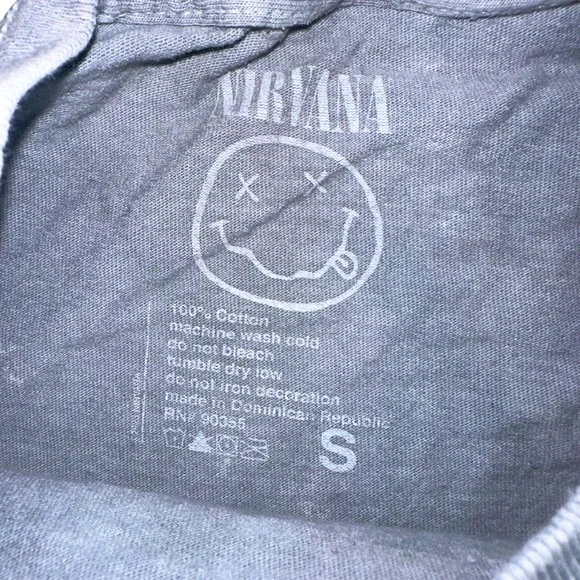 NIRVANA
100% Cotton
machine wash cold
do not bleach
tumble dry low
do not iron decoration
made in Dominican Republic
RN# 90355
S